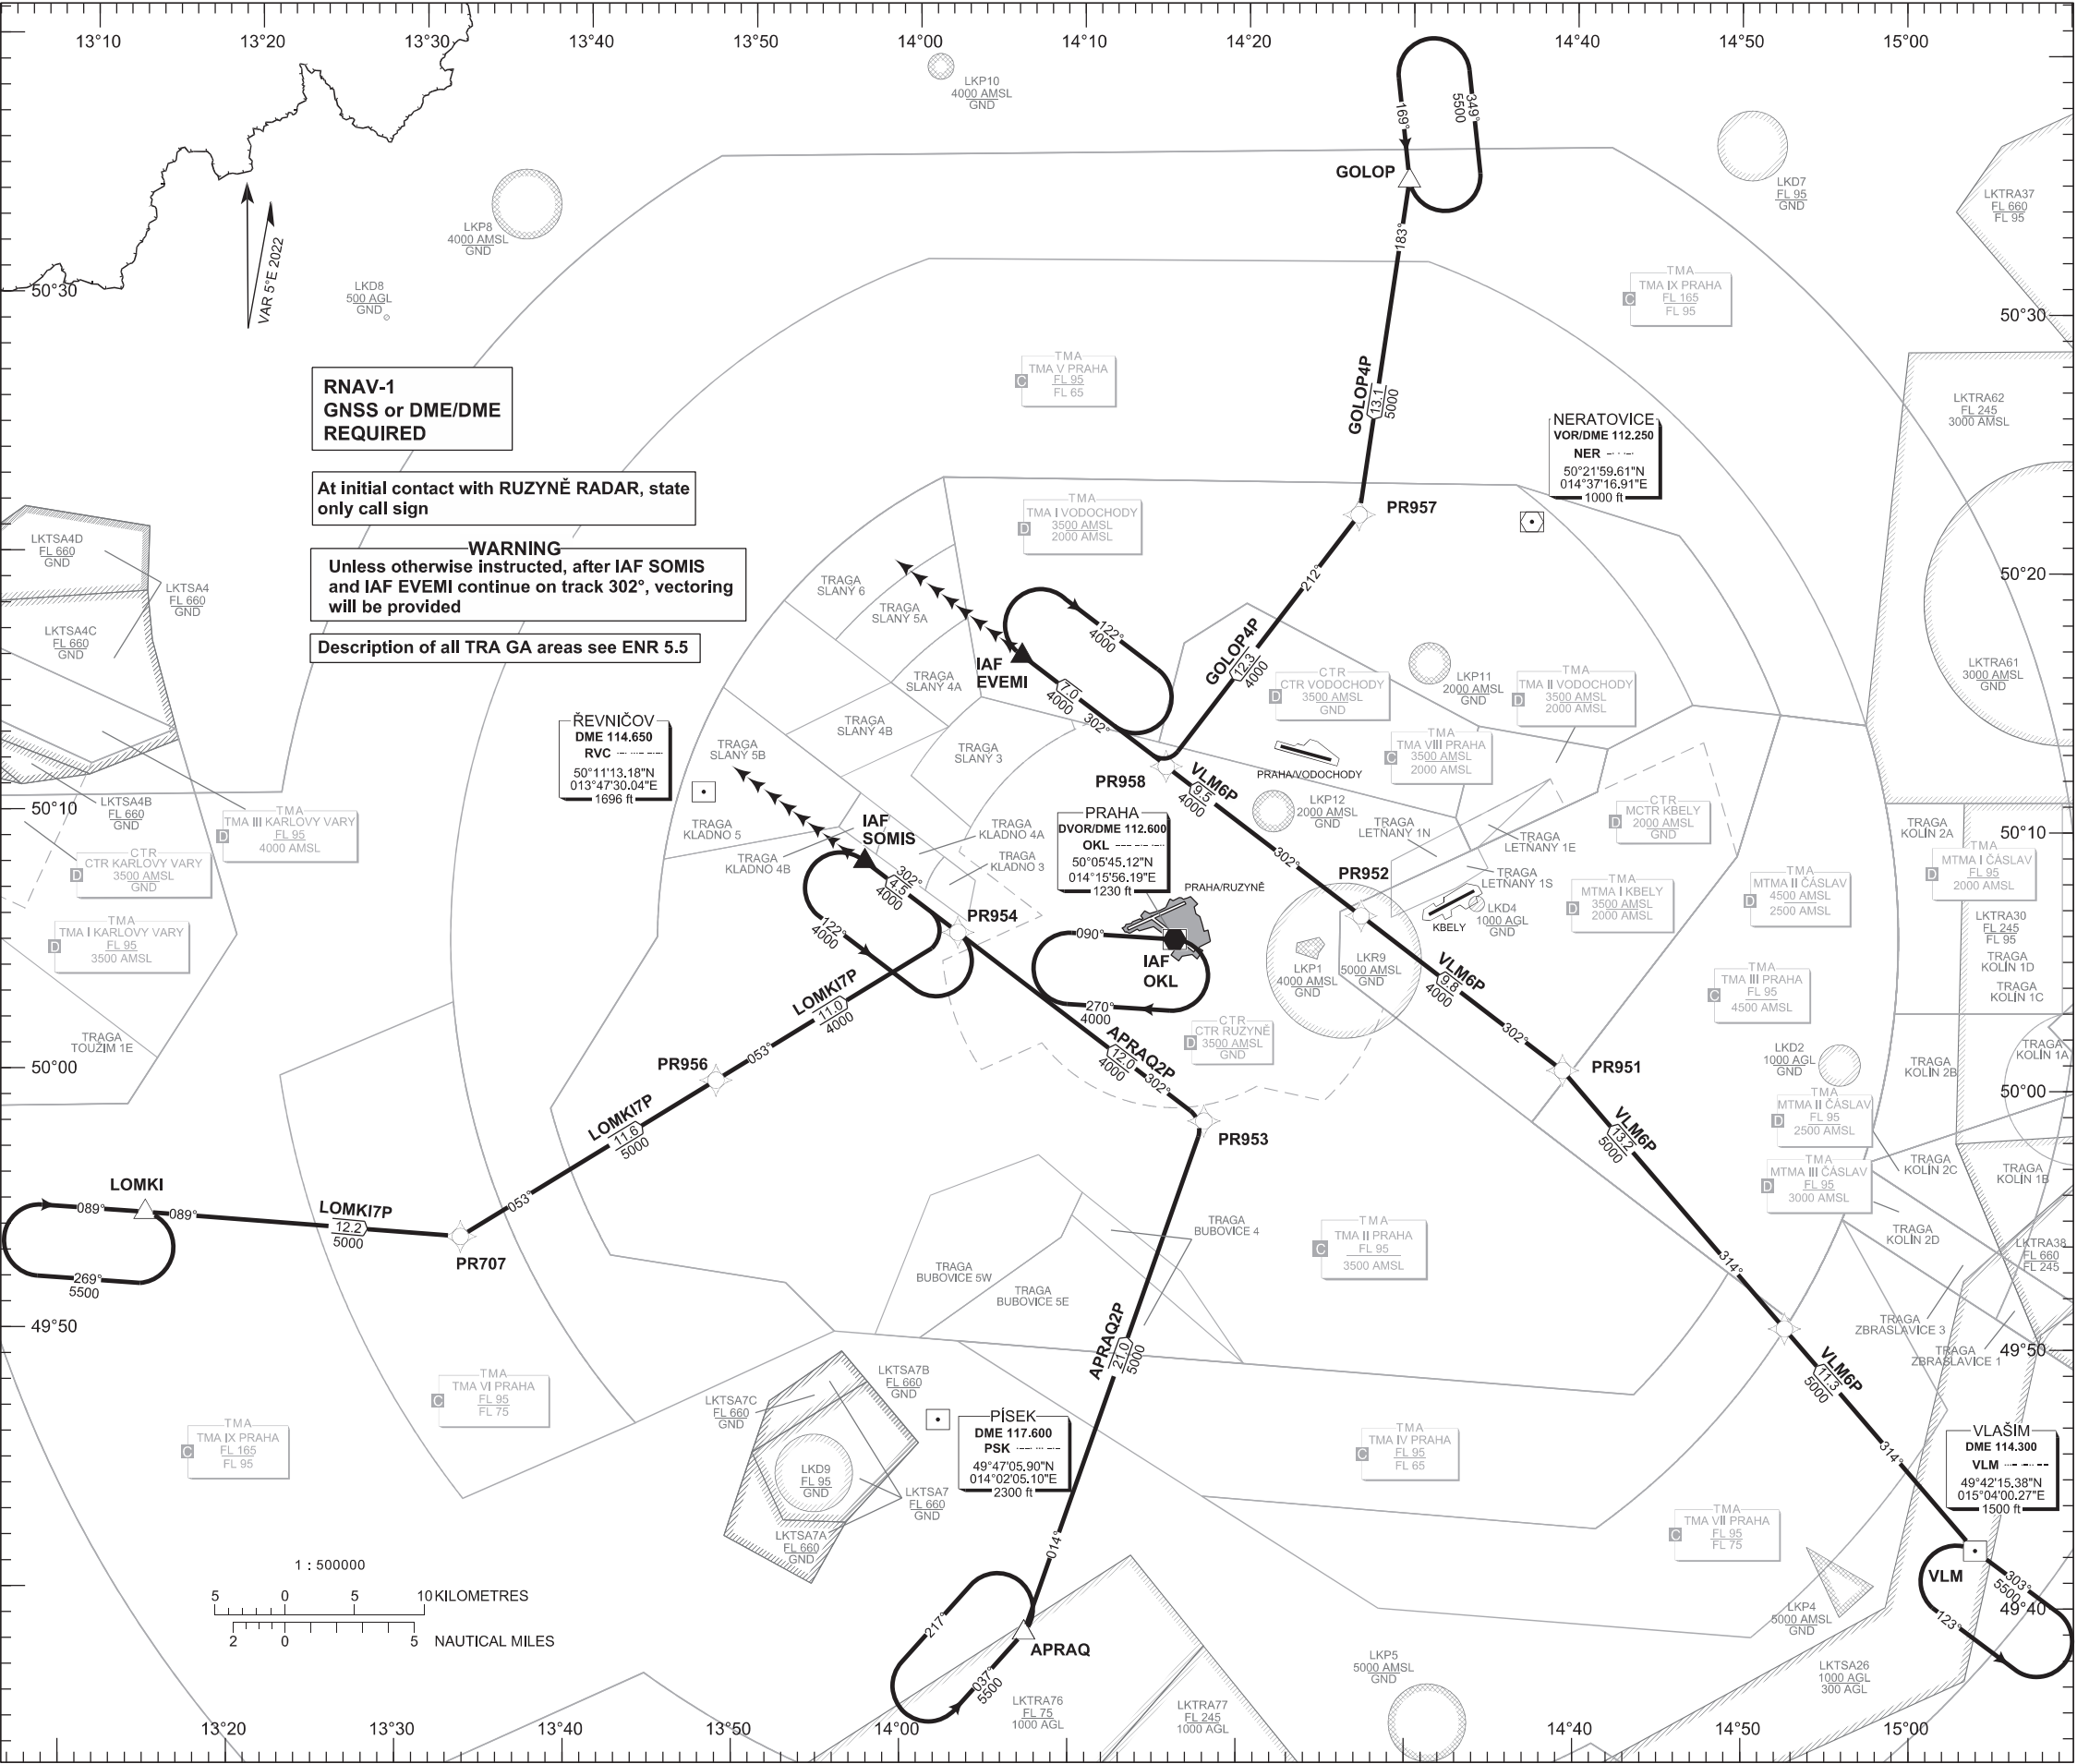 13°10
13°20
13°30
13°40
13°50
14°00
14°10
14°20
14°40
14°50
15°00
LKP10
4000 AMSL
GND
349°
5500
169°
GOLOP
183°
LKD7
FL 95
GND
LKTRA37
FL 660
FL 95
LKP8
4000 AMSL
GND
VAR 5°E 2022
LKD8
500 AGL
GND
50°30
50°30
TMA
TMA IX PRAHA
C
FL 165
FL 95
RNAV-1
GNSS or DME/DME
REQUIRED
TMA
TMA V PRAHA
C
FL 95
FL 65
GOLOP4P
13.1
5000
LKTRA62
FL 245
3000 AMSL
NERATOVICE
VOR/DME 112.250
NER
50°21'59.61"N
014°37'16.91"E
1000 ft
At initial contact with RUZYNĚ RADAR, state
only call sign
WARNING
Unless otherwise instructed, after IAF SOMIS
and IAF EVEMI continue on track 302°, vectoring
will be provided
Description of all TRA GA areas see ENR 5.5
TMA
TMA I VODOCHODY
D
3500 AMSL
2000 AMSL
PR957
212°
LKTSA4D
FL 660
GND
LKTSA4
FL 660
GND
LKTSA4C
FL 660
GND
TRAGA
SLANÝ 6
TRAGA
SLANÝ 5A
122°
4000
50°20
IAF
EVEMI
GOLOP4P
12.3
4000
TRAGA
SLANÝ 4A
7.0
4000
302°
CTR
CTR VODOCHODY
D
3500 AMSL
GND
LKP11
2000 AMSL
GND
TMA
TMA II VODOCHODY
D
3500 AMSL
2000 AMSL
LKTRA61
3000 AMSL
GND
ŘEVNIČOV
DME 114.650
RVC
50°11'13.18"N
013°47'30.04"E
1696 ft
TRAGA
SLANÝ 4B
TRAGA
SLANÝ 5B
TRAGA
SLANÝ 3
PR958
VLM6P
9.5
4000
PRAHA/VODOCHODY
TMA
TMA VIII PRAHA
C
3500 AMSL
2000 AMSL
LKTSA4B
FL 660
GND
50°10
TMA
TMA III KARLOVY VARY
D
FL 95
4000 AMSL
TRAGA
KLADNO 5
IAF
SOMIS
TRAGA
KLADNO 4A
TRAGA
KLADNO 4B
TRAGA
KLADNO 3
PRAHA
DVOR/DME 112.600
OKL
50°05'45.12"N
014°15'56.19"E
1230 ft
LKP12
2000 AMSL
GND
TRAGA
LETŇANY 1N
TRAGA
LETŇANY 1E
TRAGA
LETŇANY 1S
CTR
MCTR KBELY
D
2000 AMSL
GND
TRAGA
KOLÍN 2A
50°10
CTR
CTR KARLOVY VARY
D
3500 AMSL
GND
302°
4.5
4000
PRAHA/RUZYNĚ
302°
PR952
TMA
MTMA I KBELY
D
3500 AMSL
2000 AMSL
TMA
MTMA II ČÁSLAV
D
4500 AMSL
2500 AMSL
TMA
MTMA I ČÁSLAV
D
FL 95
2000 AMSL
TMA
TMA I KARLOVY VARY
D
FL 95
3500 AMSL
122°
4000
PR954
090°
IAF
OKL
270°
4000
LKD4
1000 AGL
GND
KBELY
LKP1
4000 AMSL
GND
LKR9
5000 AMSL
GND
VLM6P
9.8
4000
LKTRA30
FL 245
FL 95
TRAGA
KOLÍN 1D
TRAGA
KOLÍN 1C
TMA
TMA III PRAHA
C
FL 95
4500 AMSL
LOMKI7P
11.0
4000
053°
TRAGA
TOUŽIM 1E
CTR
CTR RUZYNĚ
D
3500 AMSL
GND
APRAQ2P
12.0
4000
302°
302°
PR951
LKD2
1000 AGL
GND
TRAGA
KOLÍN 1A
TRAGA
KOLÍN 2B
50°00
PR956
50°00
LOMKI7P
11.6
5000
PR953
VLM6P
13.2
5000
TMA
MTMA II ČÁSLAV
D
FL 95
2500 AMSL
TMA
MTMA III ČÁSLAV
D
FL 95
3000 AMSL
TRAGA
KOLÍN 2C
TRAGA
KOLÍN 1B
LOMKI
089°
089°
LOMKI7P
12.2
5000
053°
PR707
269°
5500
TRAGA
BUBOVICE 4
TRAGA
BUBOVICE 5W
TRAGA
BUBOVICE 5E
TMA
TMA II PRAHA
C
FL 95
3500 AMSL
314°
TRAGA
KOLÍN 2D
LKTRA38
FL 660
FL 245
49°50
APRAQ2P
21.0
5000
TRAGA
ZBRASLAVICE 3
TRAGA
ZBRASLAVICE 1
49°50
VLM6P
11.3
5000
TMA
TMA VI PRAHA
C
FL 95
FL 75
LKTSA7B
FL 660
GND
LKTSA7C
FL 660
GND
PÍSEK
DME 117.600
PSK
49°47'05.90"N
014°02'05.10"E
2300 ft
TMA
TMA IX PRAHA
C
FL 165
FL 95
TMA
TMA IV PRAHA
C
FL 95
FL 65
314°
VLAŠIM
DME 114.300
VLM
49°42'15.38"N
015°04'00.27"E
1500 ft
LKD9
FL 95
GND
LKTSA7
FL 660
GND
LKTSA7A
FL 660
GND
014°
TMA
TMA VII PRAHA
C
FL 95
FL 75
1 : 500000
5 0 5 10 KILOMETRES
2 0 5 NAUTICAL MILES
VLM
303°
5500
49°40
123°
LKP4
5000 AMSL
GND
217°
APRAQ
037°
5500
LKP5
5000 AMSL
GND
LKTSA26
1000 AGL
300 AGL
LKTRA76
FL 75
1000 AGL
LKTRA77
FL 245
1000 AGL
13°20
13°30
13°40
13°50
14°00
14°40
14°50
15°00